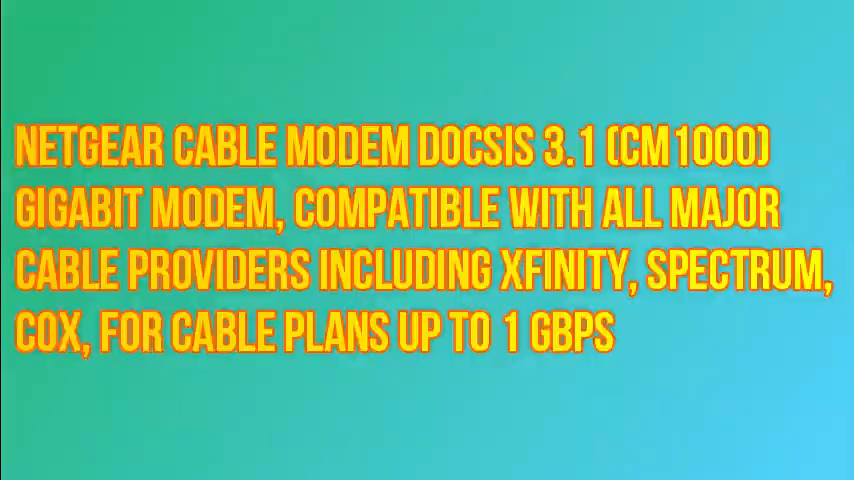 NETGEAR CABLE MODEM DOCSIS 3.1 (CM1000)
GIGABIT MODEM, COMPATIBLE WITH ALL MAJOR
CABLE PROVIDERS INCLUDING XFINITY, SPECTRUM,
COX, FOR CABLE PLANS UP TO 1 GBPS